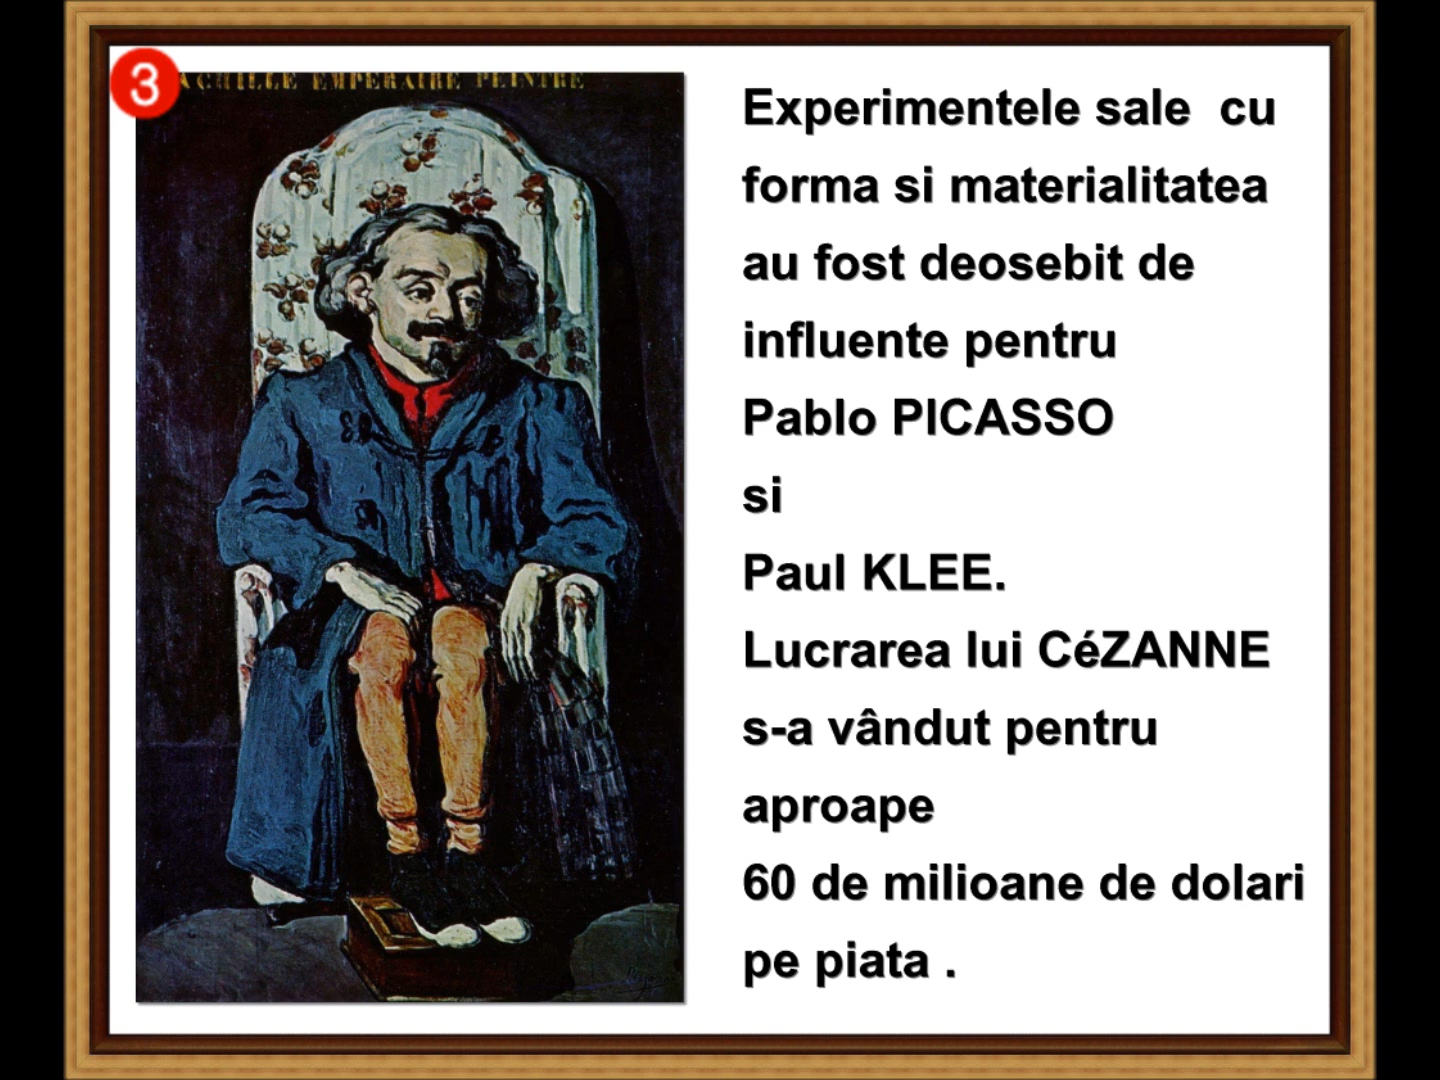 3
ACHILLE EMPERAIRE PEINTRE
Experimentele sale cu
forma si materialitatea
au fost deosebit de
influente pentru
Pablo PICASSO
si
Paul KLEE.
Lucrarea lui CéZANNE
s-a vândut pentru
aproape
60 de milioane de dolari
pe piata .